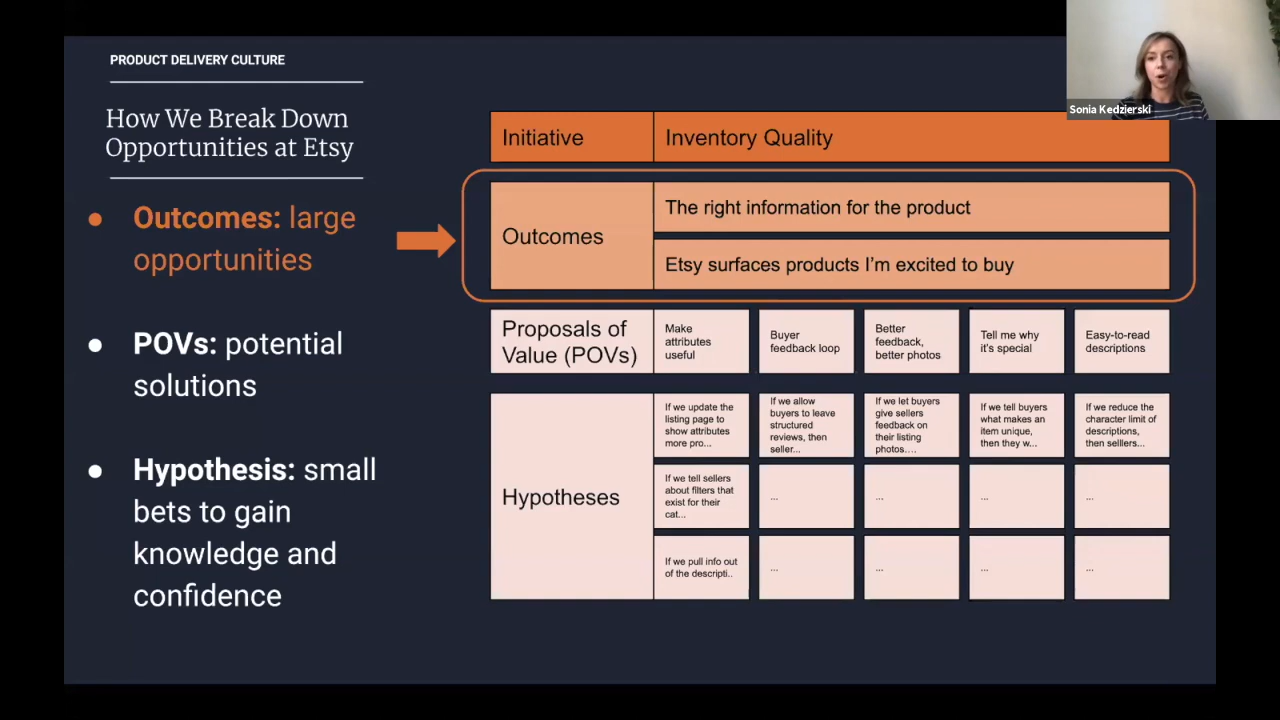 PRODUCT DELIVERY CULTURE
How We Break Down
Opportunities at Etsy
● Outcomes: large
opportunities
● POVs: potential
solutions
● Hypothesis: small
bets to gain
knowledge and
confidence
Sonia Kedzierski
Initiative
Inventory Quality
Outcomes
The right information for the product
Etsy surfaces products I'm excited to buy
Proposals of
Value (POVs)
Make
attributes
useful
Buyer
feedback loop
Better
feedback,
better photos
Tell me why
it's special
Easy-to-read
descriptions
Hypotheses
If we update the
listing page to
show attributes
more pro...
If we allow
buyers to leave
structured
reviews, then
seller...
If we let buyers
give sellers
feedback on
their listing
photos....
If we tell buyers
what makes an
item unique,
then they w...
If we reduce the
character limit of
descriptions,
then selllers...
If we tell sellers
about filters that
exist for their
cat...
...
...
...
...
If we pull info out
of the descripti..
...
...
...
...